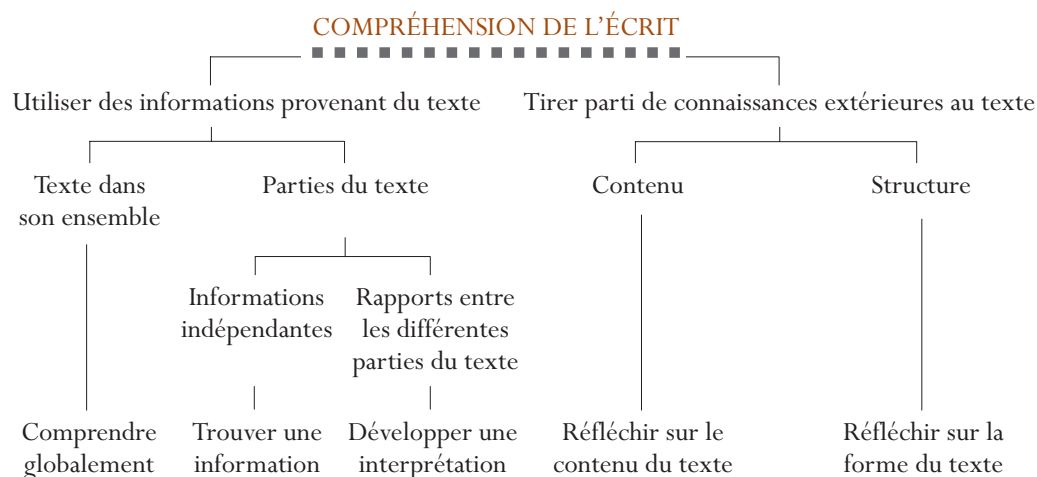 COMPRÉHENSION DE L'ÉCRIT
Utiliser des informations provenant du texte
Tirer parti de connaissances extérieures au texte
Texte dans
son ensemble
Parties du texte
Contenu
Structure
Informations
indépendantes
Rapports entre
les différentes
parties du texte
Comprendre
globalement
Trouver une
information
Développer une
interprétation
Réfléchir sur le
contenu du texte
Réfléchir sur la
forme du texte